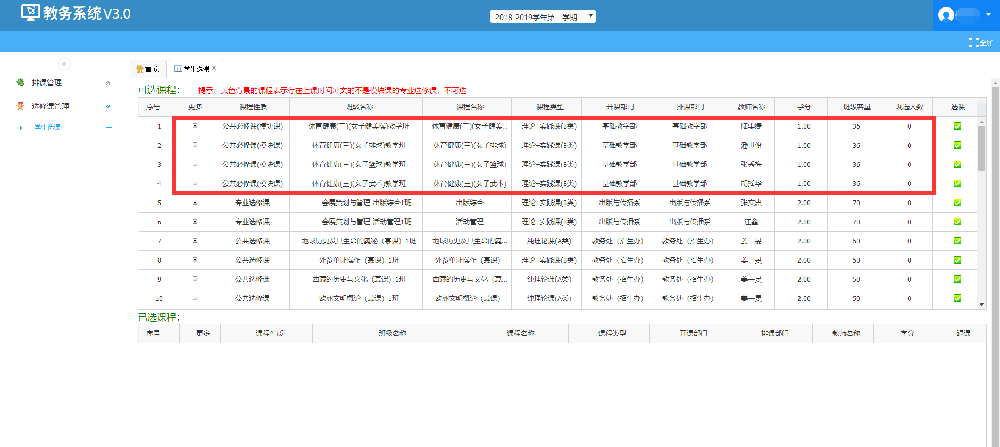 教务系统V3.0
2018-2019学年第一学期
全屏
排课管理
选修课管理
学生选课
首 页 学生选课
可选课程： 提示：黄色背景的课程表示存在上课时间冲突的不是模块课的专业选修课，不可选
序号 更多 课程性质 班级名称 课程名称 课程类型 开课部门 排课部门 教师名称 学分 班级容量 现选人数 选课
1 公共必修课(模块课) 体育健康(三)(女子健美操)教学班 体育健康(三)(女子健美... 理论+实践课(B类) 基础教学部 基础教学部 陆雯婕 1.00 36 0
2 公共必修课(模块课) 体育健康(三)(女子排球)教学班 体育健康(三)(女子排球) 理论+实践课(B类) 基础教学部 基础教学部 潘世俊 1.00 36 0
3 公共必修课(模块课) 体育健康(三)(女子篮球)教学班 体育健康(三)(女子篮球) 理论+实践课(B类) 基础教学部 基础教学部 张秀梅 1.00 36 0
4 公共必修课(模块课) 体育健康(三)(女子武术)教学班 体育健康(三)(女子武术) 理论+实践课(B类) 基础教学部 基础教学部 胡摇华 1.00 36 0
5 专业选修课 会展策划与管理-出版综合1班 出版综合 理论+实践课(B类) 出版与传播系 出版与传播系 张文忠 2.00 70 0
6 专业选修课 会展策划与管理-活动管理1班 活动管理 理论+实践课(B类) 出版与传播系 出版与传播系 汪鑫 2.00 70 0
7 公共选修课 地球历史及其生命的奥秘（慕课）1班 地球历史及其生命的奥... 纯理论课(A类) 教务处（招生办） 教务处（招生办） 姜一旻 2.00 50 0
8 公共选修课 外贸单证操作（慕课）1班 外贸单证操作（慕课） 理论+实践课(B类) 教务处（招生办） 教务处（招生办） 姜一旻 2.00 50 0
9 公共选修课 西藏的历史与文化（慕课）1班 西藏的历史与文化（慕... 纯理论课(A类) 教务处（招生办） 教务处（招生办） 姜一旻 2.00 50 0
10 公共选修课 欧洲文明概论（慕课）1班 欧洲文明概论（慕课） 纯理论课(A类) 教务处（招生办） 教务处（招生办） 姜一旻 2.00 50 0
已选课程：
序号 更多 课程性质 班级名称 课程名称 课程类型 开课部门 排课部门 教师名称 学分 退课